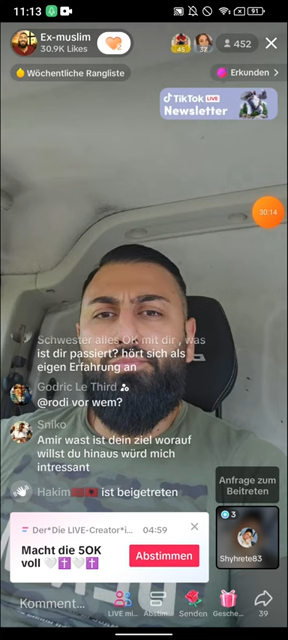 11:13
91
Ex-muslim
30.9K Likes
46
72
452
Wöchentliche Rangliste
Erkunden >
TikTok LIVE
Newsletter
30:14
Schwester alles OK mit dir , was
ist dir passiert? hört sich als
eigen Erfahrung an
Godric Le Third
@rodi vor wem?
Sniko
Amir wast ist dein ziel worauf
willst du hinaus würd mich
intressant
Hakim ist beigetreten
Anfrage zum
Beitreten
3
Shyhrete83
Der*Die LIVE-Creator*i... 04:59
Macht die 50K
voll
Abstimmen
Komment...
LIVE mi...
Abstim...
Senden
Gesche...
39